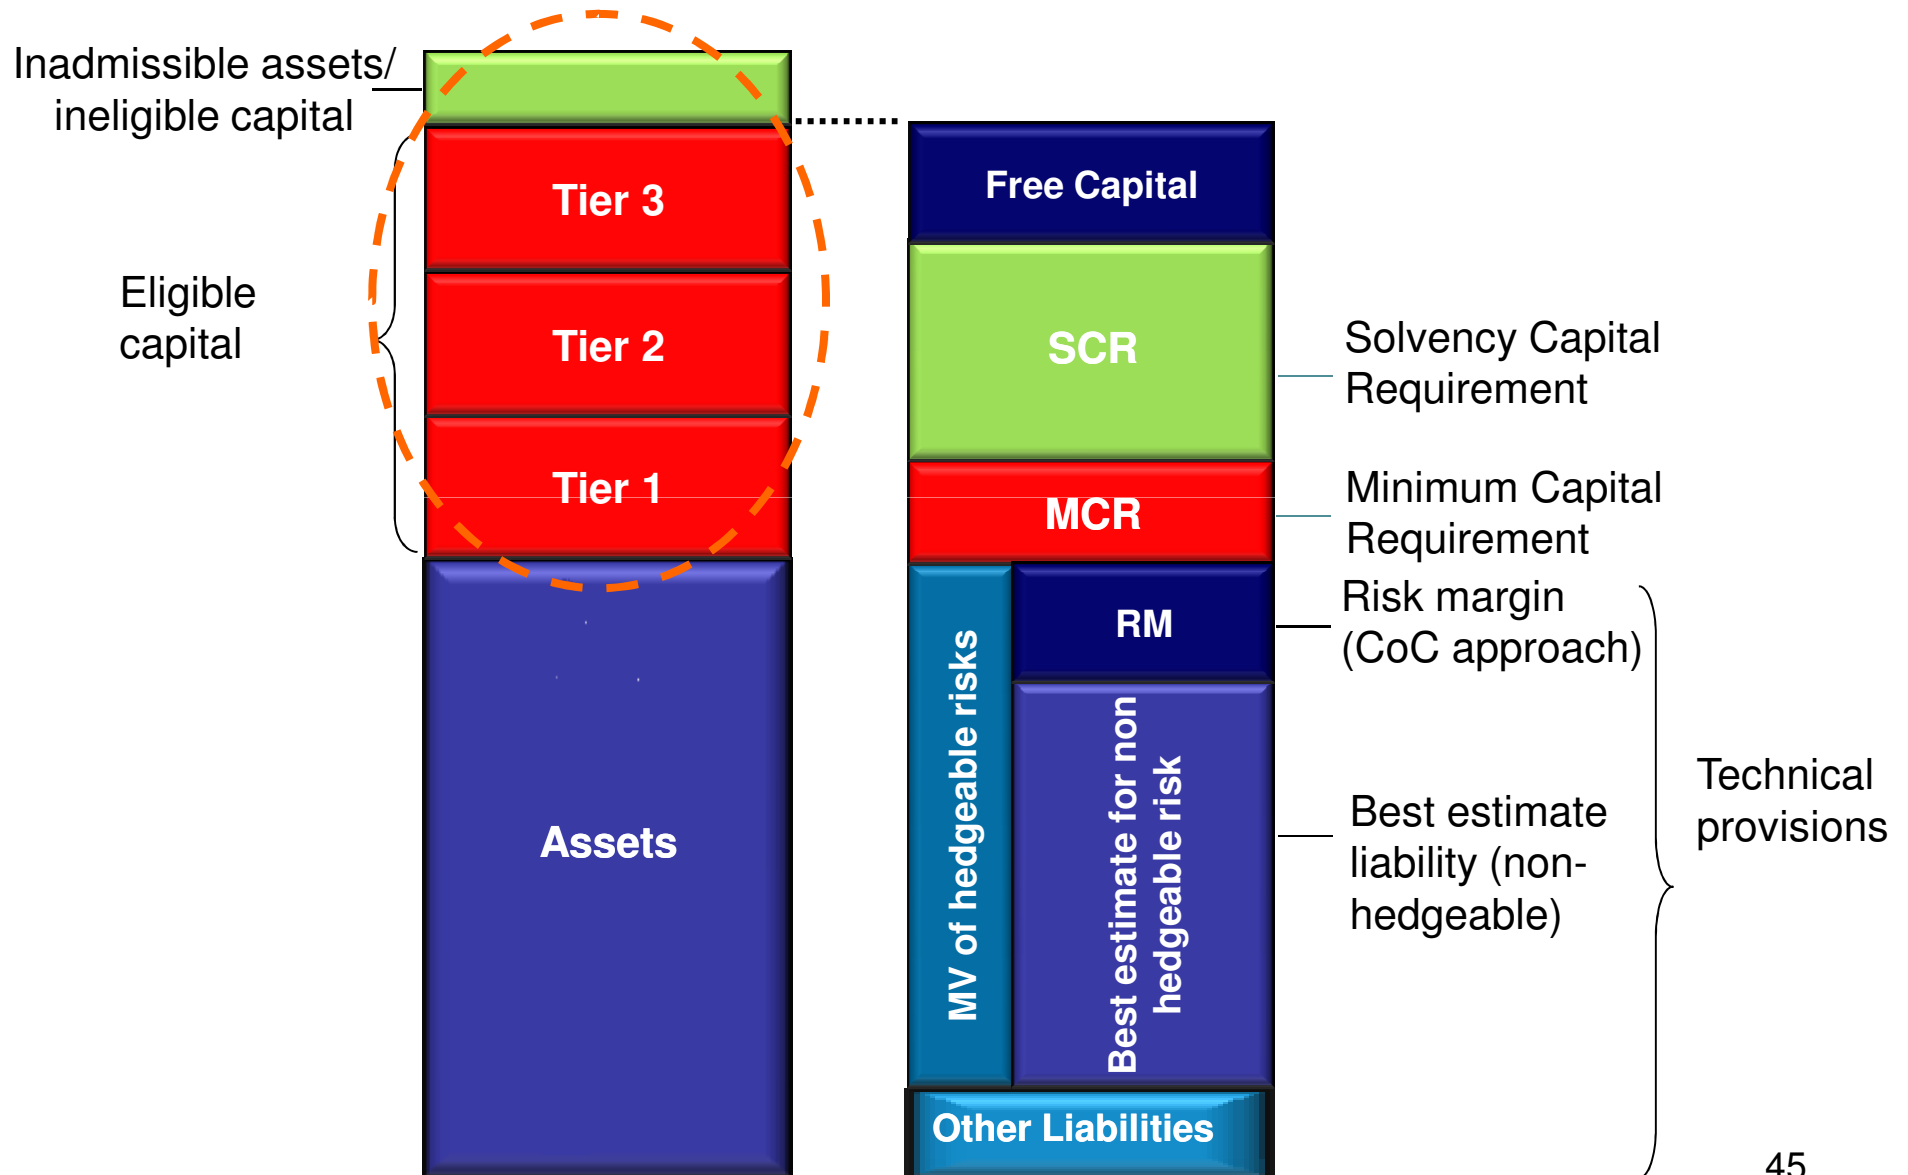 Inadmissible assets/
ineligible capital
Eligible
capital
Tier 3
Tier 2
Tier 1
Assets
Free Capital
SCR
MCR
RM
MV of hedgeable risks
Best estimate for non
hedgeable risk
Other Liabilities
Solvency Capital
Requirement
Minimum Capital
Requirement
Risk margin
(CoC approach)
Best estimate
liability (non-
hedgeable)
Technical
provisions
45